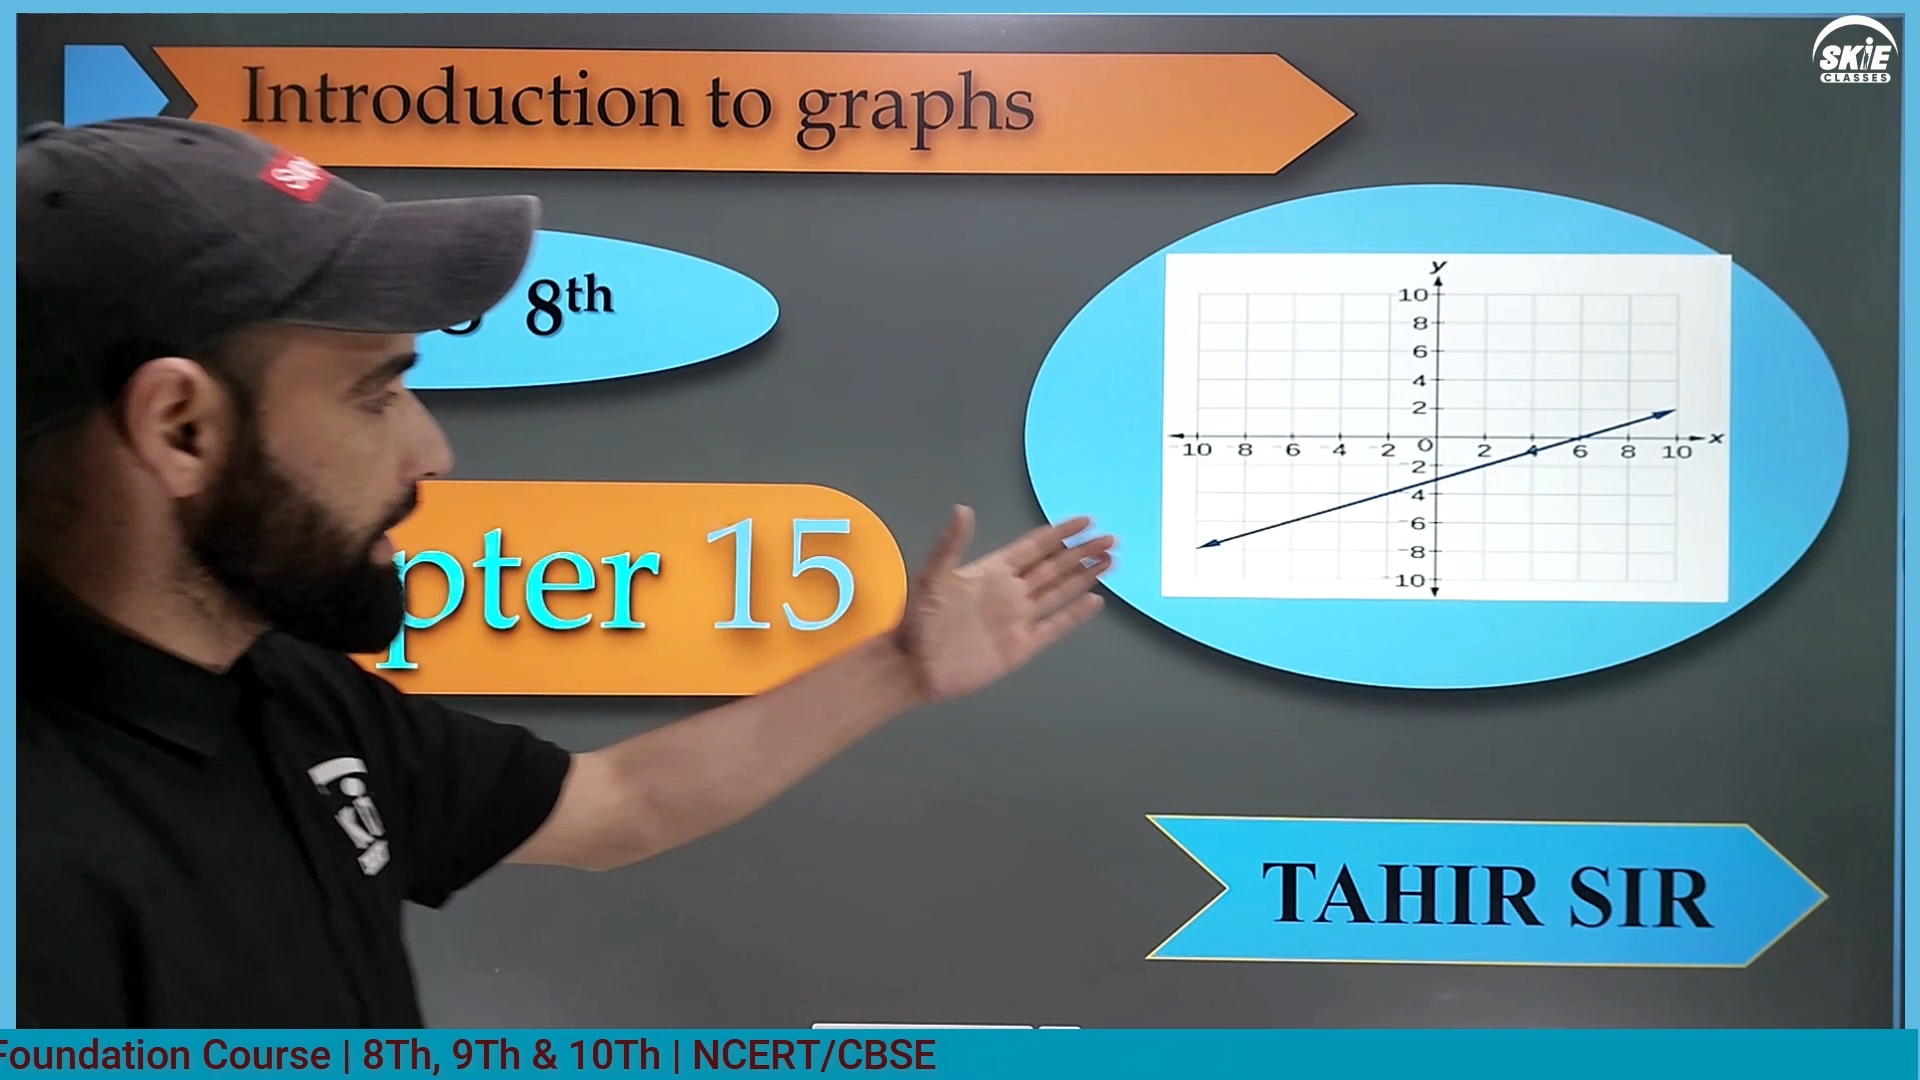 SKIE
CLASSES
Introduction to graphs
8th
pter 15
y
10
8
6
4
2
-10 -8 -6 -4 -2 0 2 4 6 8 10 x
-2
-4
-6
-8
-10
TAHIR SIR
Foundation Course | 8Th, 9Th & 10Th | NCERT/CBSE